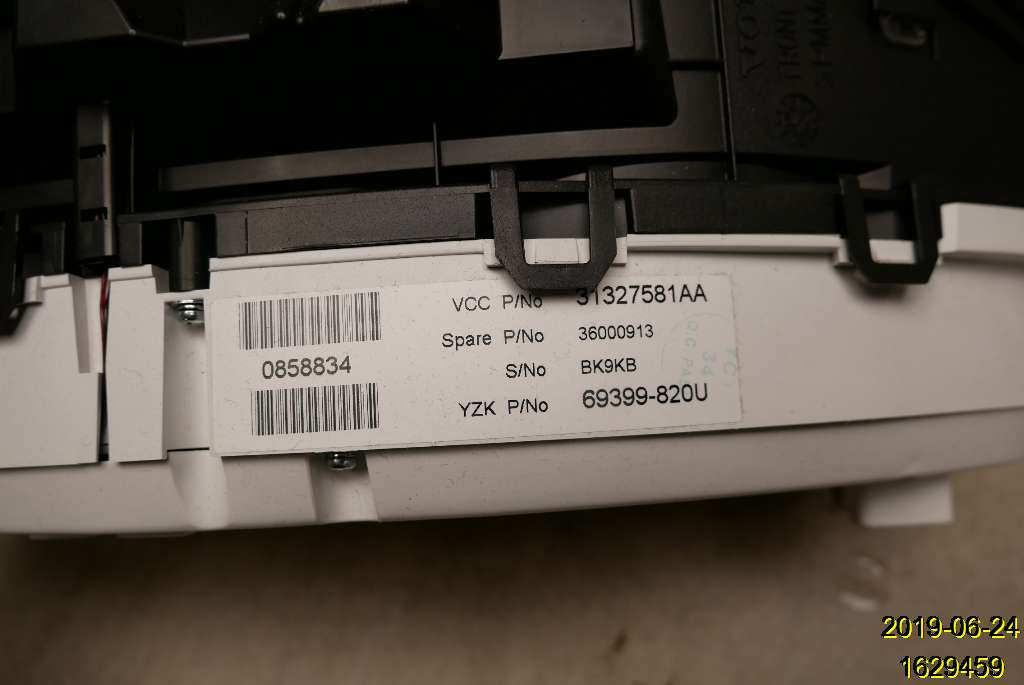 VCC P/No 31327581AA
Spare P/No 36000913
S/No BK9KB
YZK P/No 69399-820U
0858834
2019-06-24
1629459